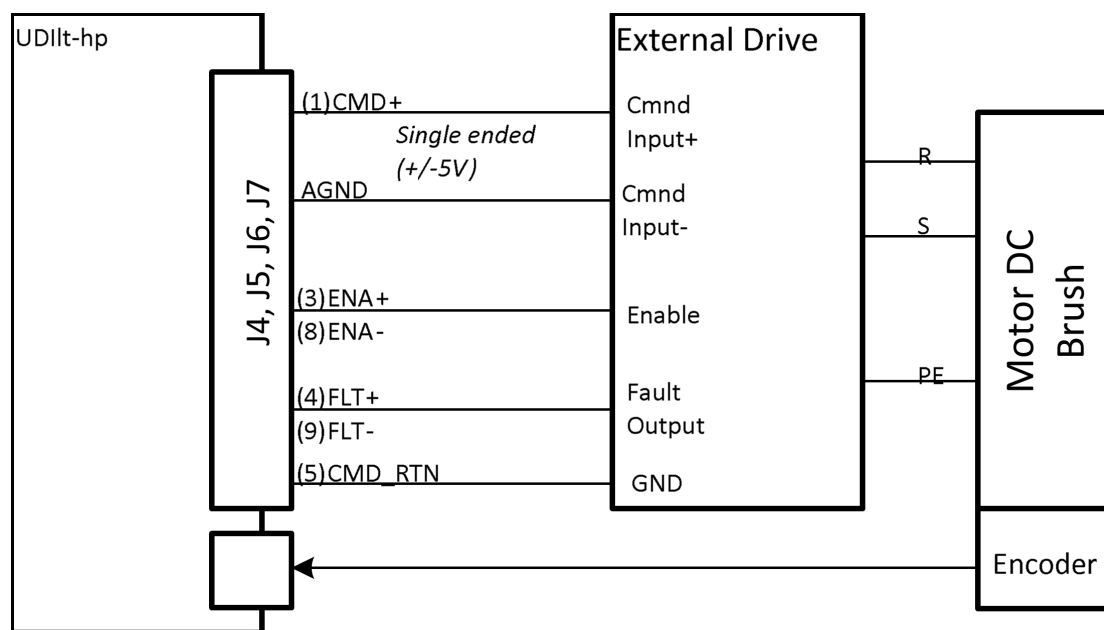 UDIlt-hp
External Drive
J4, J5, J6, J7
(1)CMD+
Single ended
(+/-5V)
AGND
(3)ENA+
(8)ENA-
(4)FLT+
(9)FLT-
(5)CMD_RTN
Cmnd
Input+
Cmnd
Input-
Enable
Fault
Output
GND
R
S
PE
Motor DC
Brush
Encoder